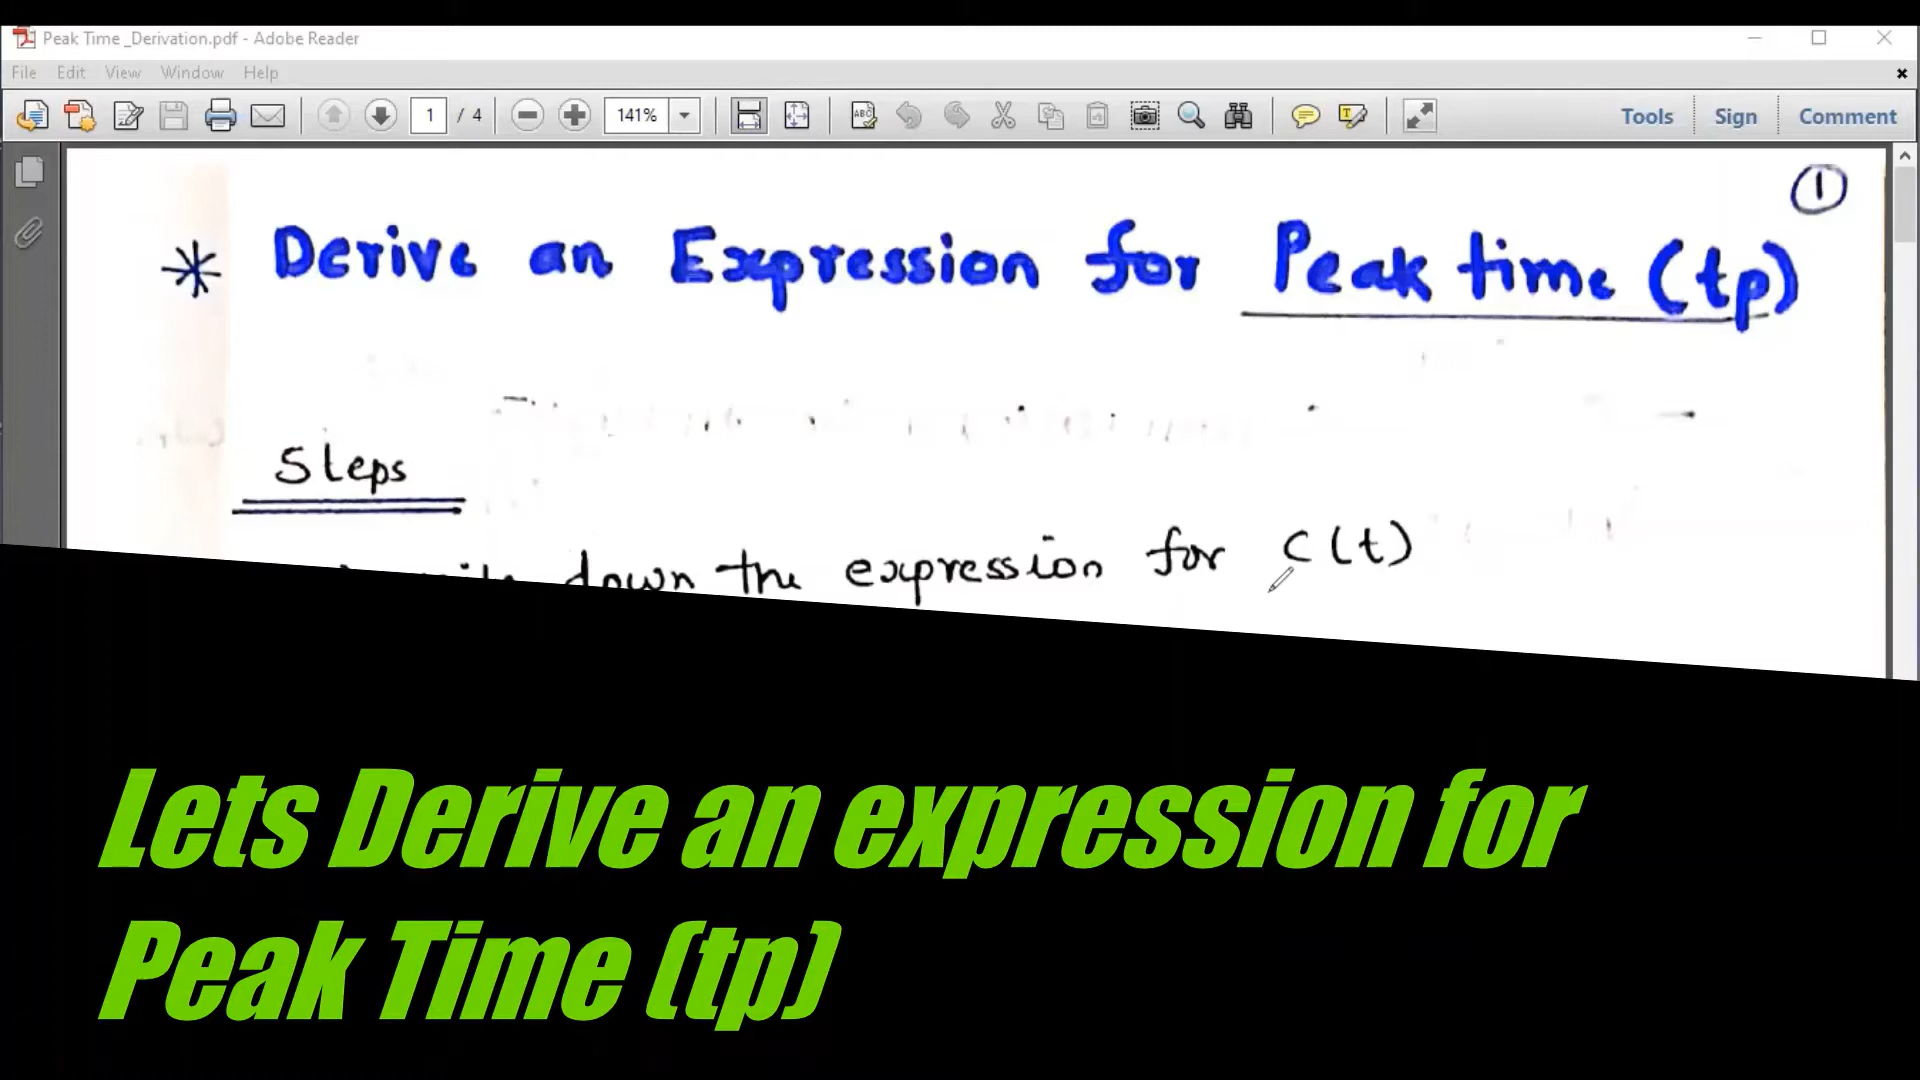 Peak Time _Derivation.pdf - Adobe Reader
File Edit View Window Help
1 / 4 141% Tools Sign Comment
1
* Derive an Expression for Peak time (tp)
Steps
down the expression for c(t)
Lets Derive an expression for
Peak Time (tp)